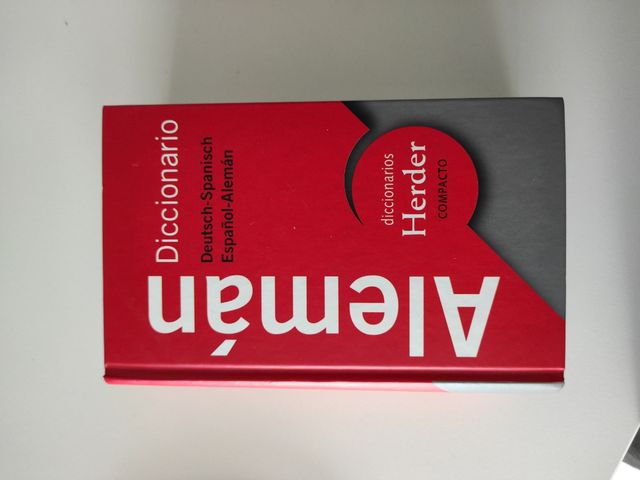 Diccionario
Deutsch-Spanisch
Español-Alemán
Alemán
diccionarios
Herder
COMPACTO